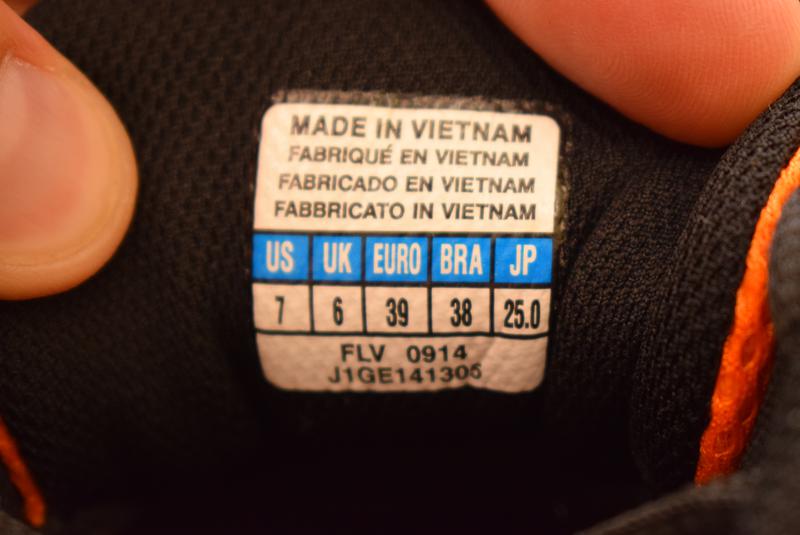 MADE IN VIETNAM
FABRIQUÉ EN VIETNAM
FABRICADO EN VIETNAM
FABBRICATO IN VIETNAM
US UK EURO BRA JP
7 6 39 38 25.0
FLV 0914
J1GE141305